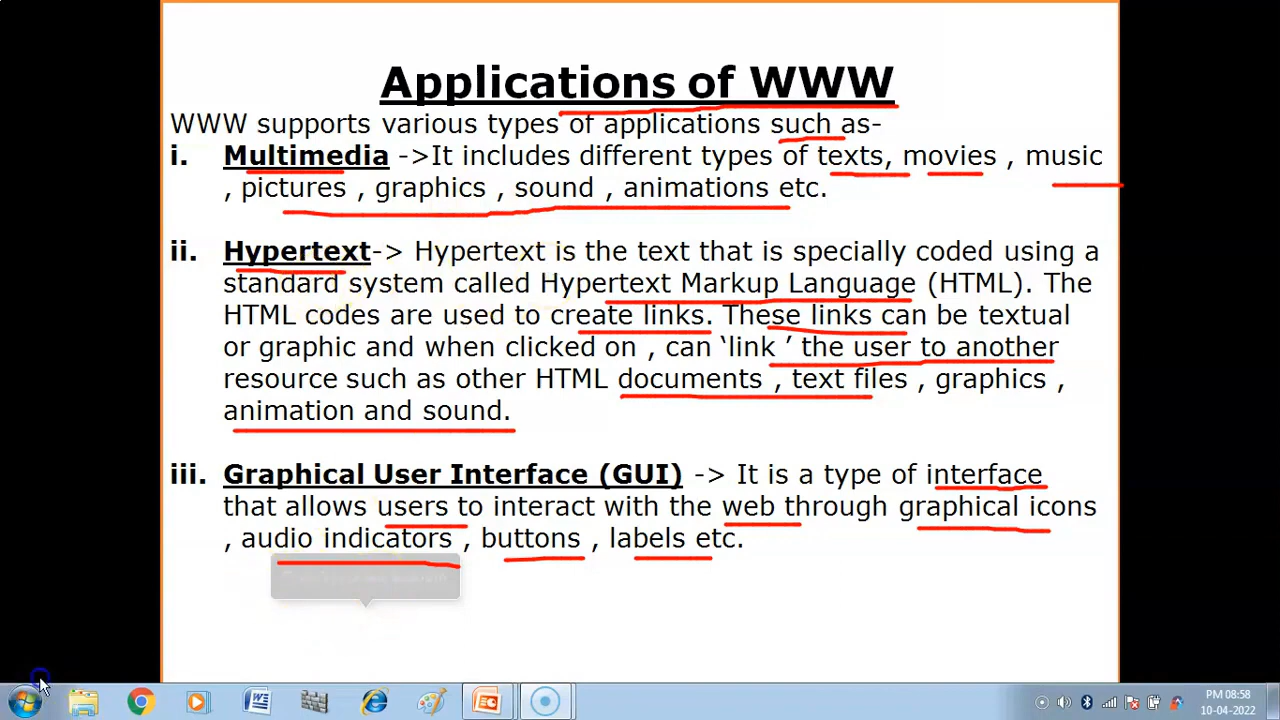 Applications of WWW
WWW supports various types of applications such as-
i. Multimedia ->It includes different types of texts, movies , music
, pictures , graphics , sound , animations etc.
ii. Hypertext-> Hypertext is the text that is specially coded using a
standard system called Hypertext Markup Language (HTML). The
HTML codes are used to create links. These links can be textual
or graphic and when clicked on , can ‘link ’ the user to another
resource such as other HTML documents , text files , graphics ,
animation and sound.
iii. Graphical User Interface (GUI) -> It is a type of interface
that allows users to interact with the web through graphical icons
, audio indicators , buttons , labels etc.
PM 08:58
10-04-2022